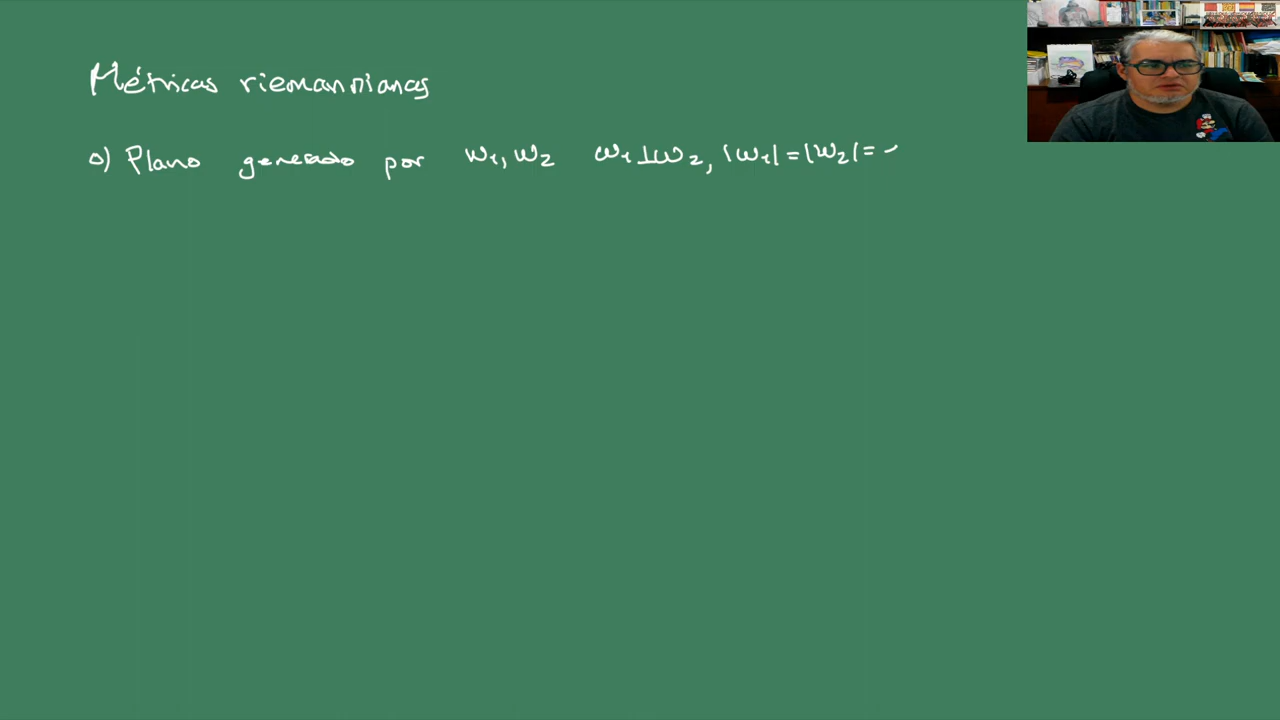 Métricas riemannianas
0) Plano generado por w₁, w₂ w₁ ⊥ w₂, |w₁| = |w₂| =